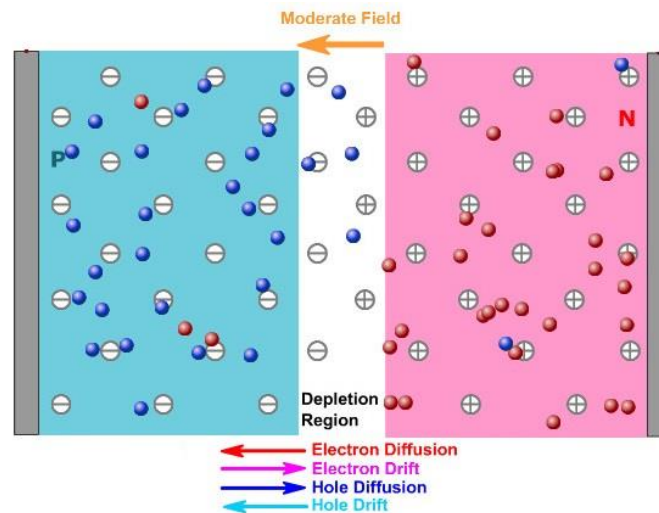 Moderate Field
P
N
Depletion
Region
Electron Diffusion
Electron Drift
Hole Diffusion
Hole Drift